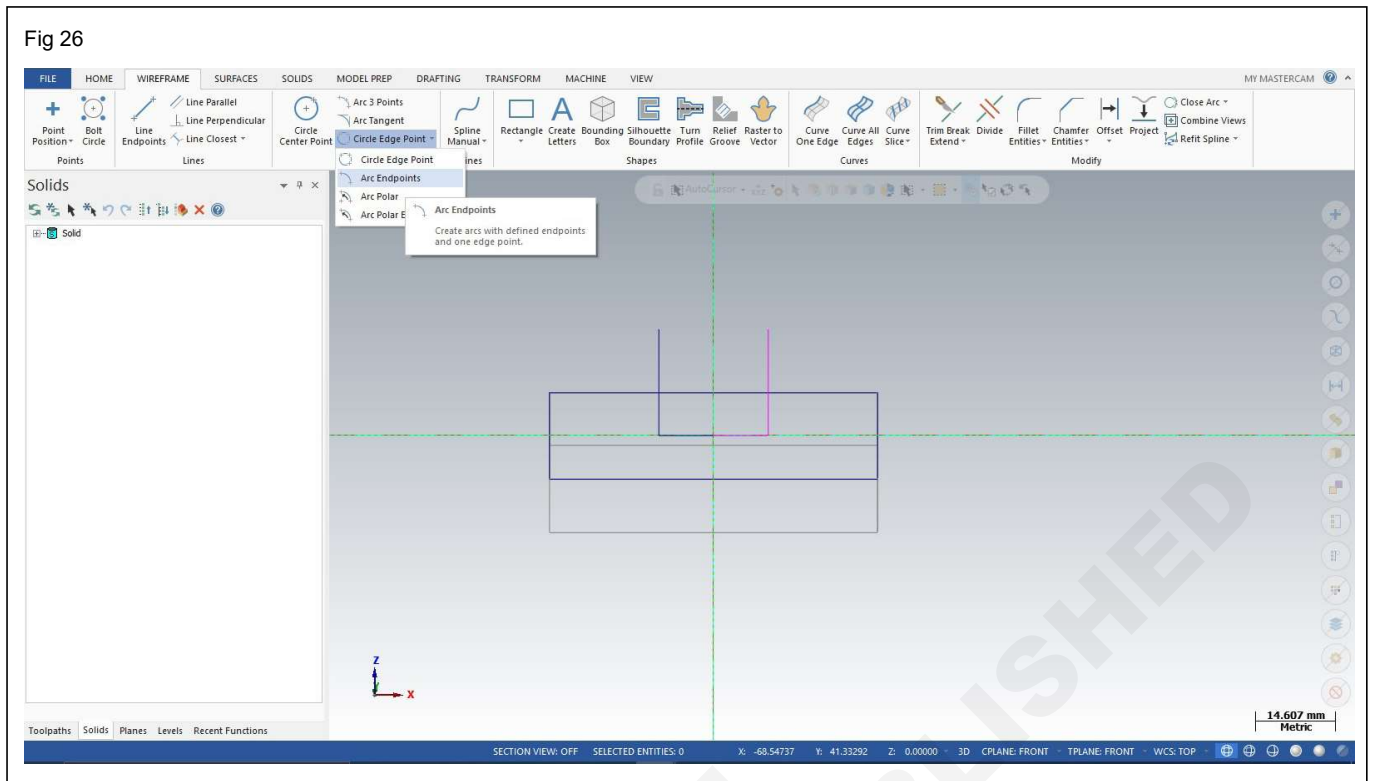 Fig 26
FILE HOME WIREFRAME SURFACES SOLIDS MODEL PREP DRAFTING TRANSFORM MACHINE VIEW MY MASTERCAM
Point Position
Bolt Circle
Points
Line Endpoints
Line Parallel
Line Perpendicular
Line Closest
Lines
Circle Center Point
Arc 3 Points
Arc Tangent
Circle Edge Point
Circle Edge Point
Arc Endpoints
Arc Polar
Arc Polar E
Arc Endpoints
Create arcs with defined endpoints
and one edge point.
Spline Manual
ines
Rectangle
Create Letters
Bounding Box
Silhouette Boundary
Turn Profile
Relief Groove
Raster to Vector
Shapes
Curve One Edge
Curve All Edges
Curve Slice
Curves
Trim Break Extend
Divide
Fillet Entities
Chamfer Entities
Offset
Project
Close Arc
Combine Views
Refit Spline
Modify
Solids
Solid
AutoCursor
Z
X
14.607 mm
Metric
Toolpaths Solids Planes Levels Recent Functions
SECTION VIEW: OFF SELECTED ENTITIES: 0 X: -68.54737 Y: 41.33292 Z: 0.00000 3D CPLANE: FRONT TPLANE: FRONT WCS: TOP
LISHED